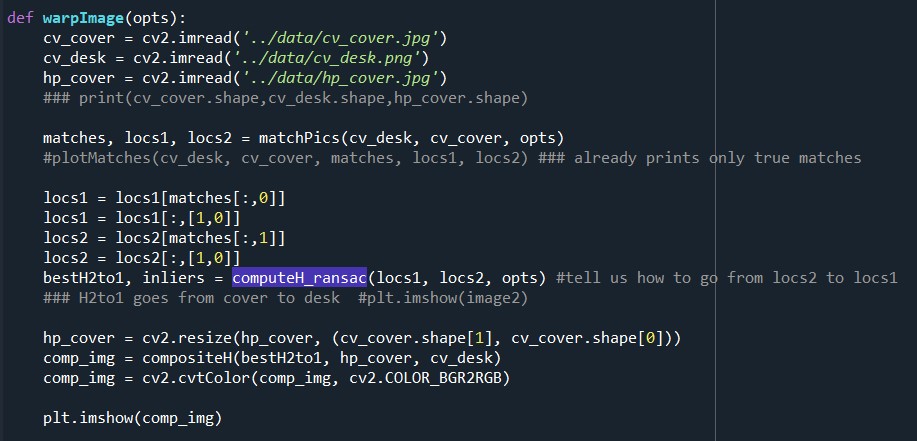 def warpImage(opts):
    cv_cover = cv2.imread('../data/cv_cover.jpg')
    cv_desk = cv2.imread('../data/cv_desk.png')
    hp_cover = cv2.imread('../data/hp_cover.jpg')
    ### print(cv_cover.shape,cv_desk.shape,hp_cover.shape)
    matches, locs1, locs2 = matchPics(cv_desk, cv_cover, opts)
    #plotMatches(cv_desk, cv_cover, matches, locs1, locs2) ### already prints only true matches
    locs1 = locs1[matches[:,0]]
    locs1 = locs1[:,[1,0]]
    locs2 = locs2[matches[:,1]]
    locs2 = locs2[:,[1,0]]
    bestH2to1, inliers = computeH_ransac(locs1, locs2, opts) #tell us how to go from locs2 to locs1
    ### H2to1 goes from cover to desk  #plt.imshow(image2)
    hp_cover = cv2.resize(hp_cover, (cv_cover.shape[1], cv_cover.shape[0]))
    comp_img = compositeH(bestH2to1, hp_cover, cv_desk)
    comp_img = cv2.cvtColor(comp_img, cv2.COLOR_BGR2RGB)
    plt.imshow(comp_img)